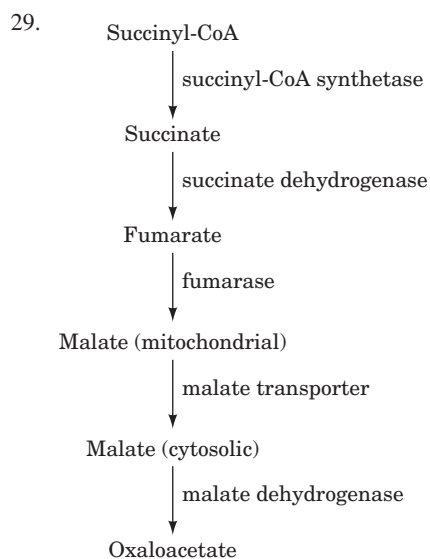 29.
Succinyl-CoA
succinyl-CoA synthetase
Succinate
succinate dehydrogenase
Fumarate
fumarase
Malate (mitochondrial)
malate transporter
Malate (cytosolic)
malate dehydrogenase
Oxaloacetate